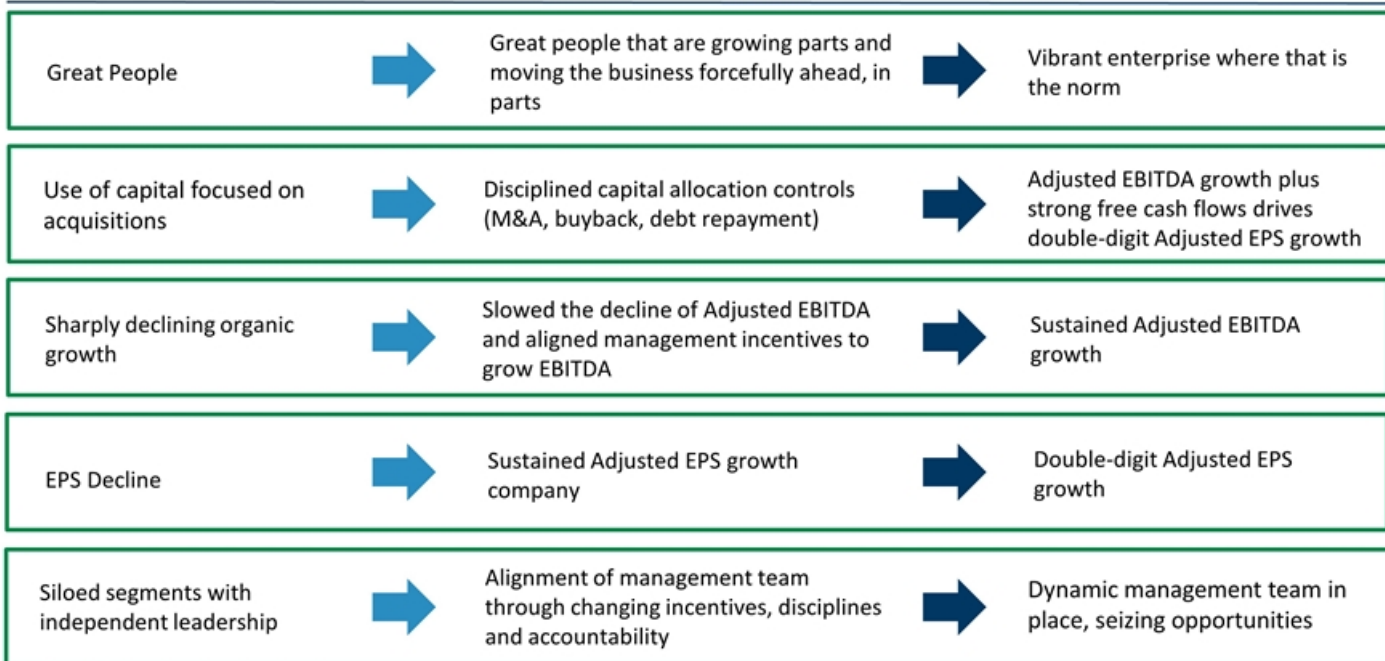 Great People
Great people that are growing parts and
moving the business forcefully ahead, in
parts
Vibrant enterprise where that is
the norm
Use of capital focused on
acquisitions
Disciplined capital allocation controls
(M&A, buyback, debt repayment)
Adjusted EBITDA growth plus
strong free cash flows drives
double-digit Adjusted EPS growth
Sharply declining organic
growth
Slowed the decline of Adjusted EBITDA
and aligned management incentives to
grow EBITDA
Sustained Adjusted EBITDA
growth
EPS Decline
Sustained Adjusted EPS growth
company
Double-digit Adjusted EPS
growth
Siloed segments with
independent leadership
Alignment of management team
through changing incentives, disciplines
and accountability
Dynamic management team in
place, seizing opportunities